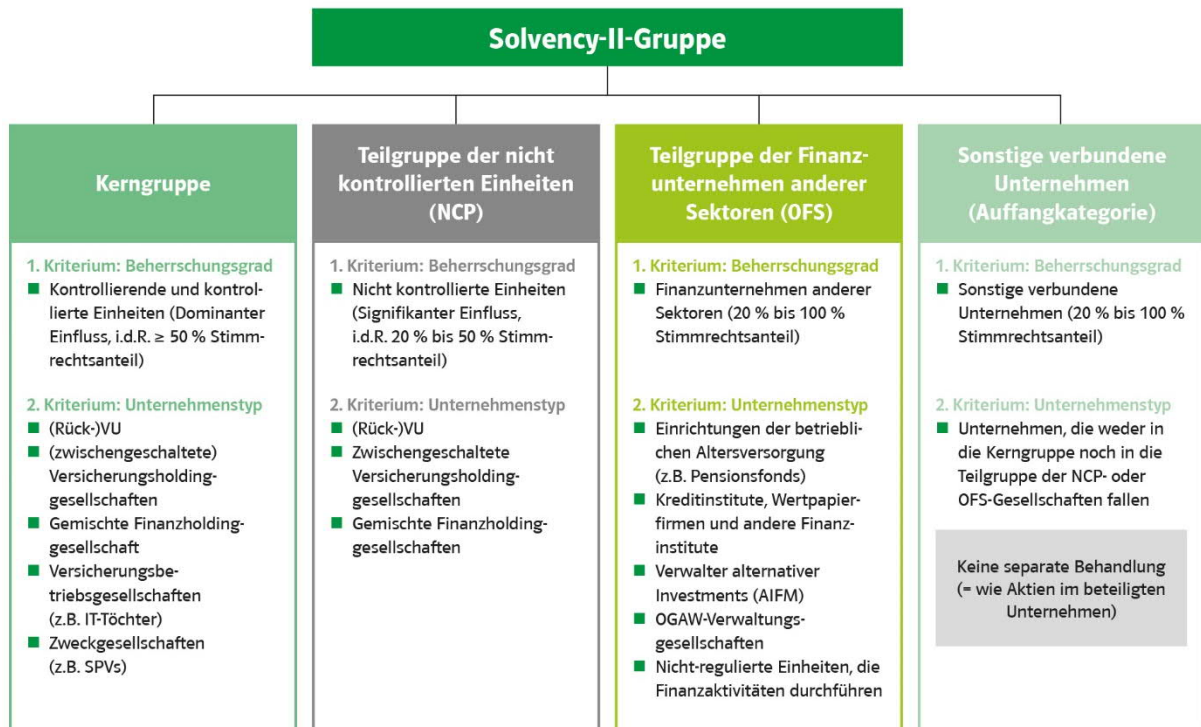 Solvency-II-Gruppe
Kerngruppe
1. Kriterium: Beherrschungsgrad
Kontrollierende und kontrol-
lierte Einheiten (Dominanter
Einfluss, i.d.R. ≥ 50 % Stimm-
rechtsanteil)
2. Kriterium: Unternehmenstyp
(Rück-)VU
(zwischengeschaltete)
Versicherungsholding-
gesellschaften
Gemischte Finanzholding-
gesellschaft
Versicherungsbe-
triebsgesellschaften
(z.B. IT-Töchter)
Zweckgesellschaften
(z.B. SPVs)
Teilgruppe der nicht
kontrollierten Einheiten
(NCP)
1. Kriterium: Beherrschungsgrad
Nicht kontrollierte Einheiten
(Signifikanter Einfluss,
i.d.R. 20 % bis 50 % Stimm-
rechtsanteil)
2. Kriterium: Unternehmenstyp
(Rück-)VU
Zwischengeschaltete
Versicherungsholding-
gesellschaften
Gemischte Finanzholding-
gesellschaften
Teilgruppe der Finanz-
unternehmen anderer
Sektoren (OFS)
1. Kriterium: Beherrschungsgrad
Finanzunternehmen anderer
Sektoren (20 % bis 100 %
Stimmrechtsanteil)
2. Kriterium: Unternehmenstyp
Einrichtungen der betriebli-
chen Altersversorgung
(z.B. Pensionsfonds)
Kreditinstitute, Wertpapier-
firmen und andere Finanz-
institute
Verwalter alternativer
Investments (AIFM)
OGAW-Verwaltungs-
gesellschaften
Nicht-regulierte Einheiten, die
Finanzaktivitäten durchführen
Sonstige verbundene
Unternehmen
(Auffangkategorie)
1. Kriterium: Beherrschungsgrad
Sonstige verbundene
Unternehmen (20 % bis 100 %
Stimmrechtsanteil)
2. Kriterium: Unternehmenstyp
Unternehmen, die weder in
die Kerngruppe noch in die
Teilgruppe der NCP- oder
OFS-Gesellschaften fallen
Keine separate Behandlung
(= wie Aktien im beteiligten
Unternehmen)